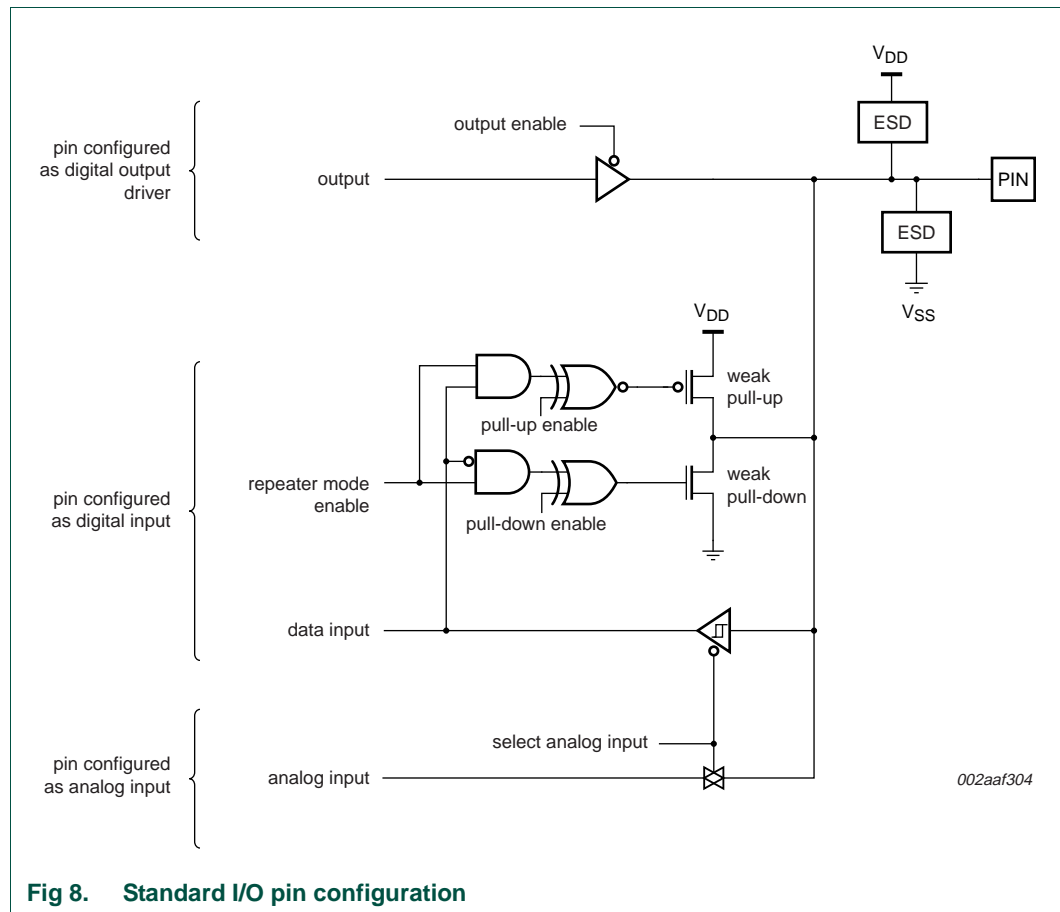 V_DD
output enable
ESD
pin configured
as digital output
driver
output
PIN
ESD
V_SS
V_DD
weak
pull-up
pull-up enable
pin configured
as digital input
repeater mode
enable
weak
pull-down
pull-down enable
data input
select analog input
pin configured
as analog input
analog input
002aaf304
Fig 8. Standard I/O pin configuration